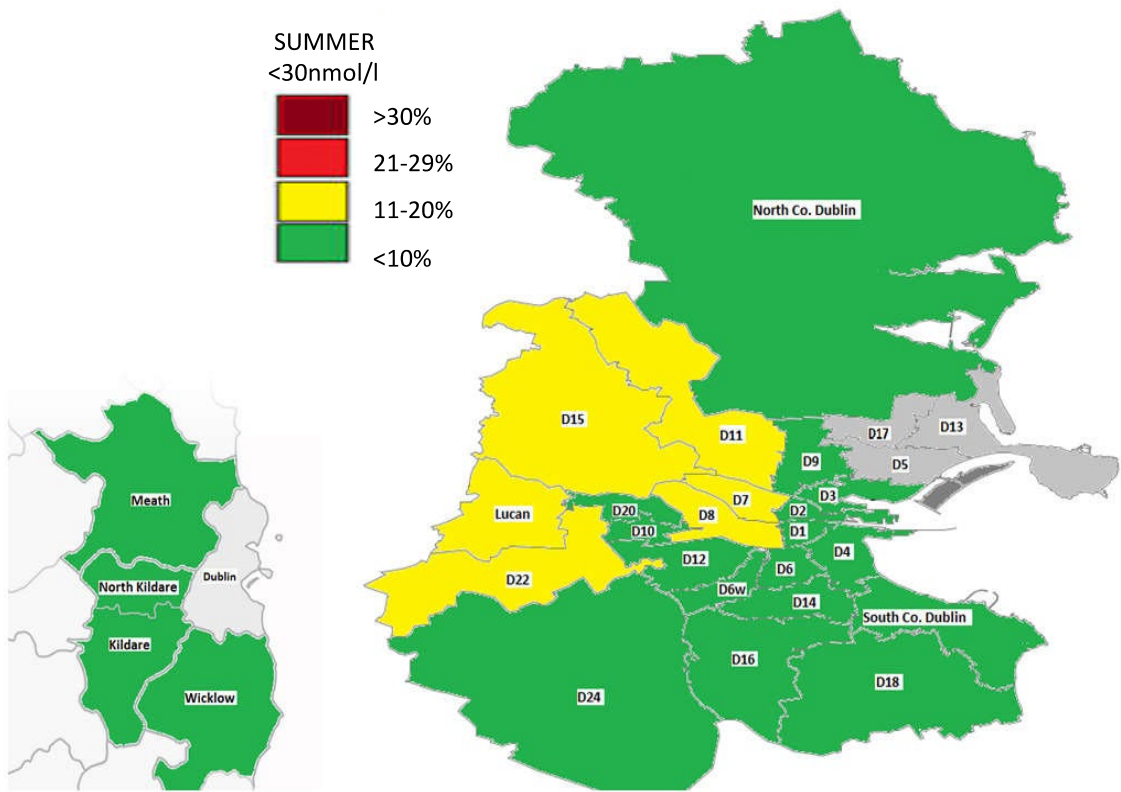 SUMMER
<30nmol/l
>30%
21-29%
11-20%
<10%
North Co. Dublin
D15
D11
D17
D13
D9
D5
D7
D3
Lucan
D20
D8
D2
D10
D1
D12
D4
D22
D6
D6w
D14
South Co. Dublin
D16
D18
D24
Meath
North Kildare
Dublin
Kildare
Wicklow